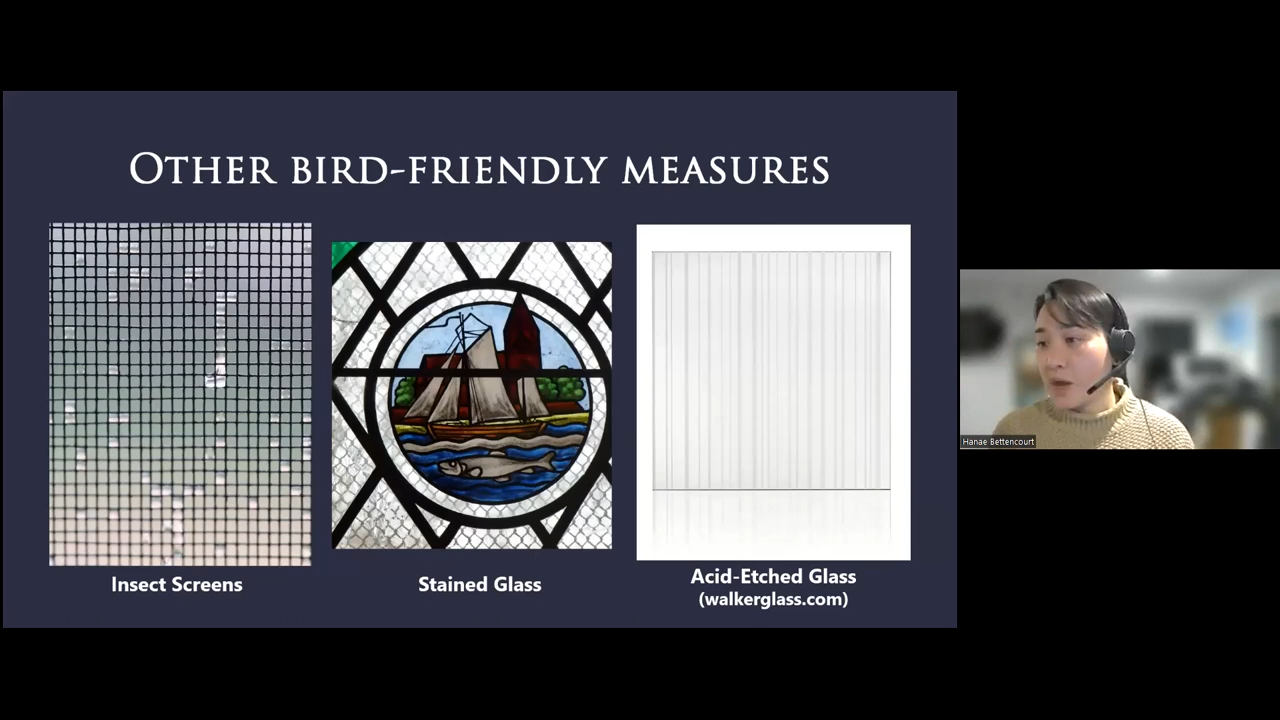 OTHER BIRD-FRIENDLY MEASURES
Insect Screens
Stained Glass
Acid-Etched Glass
(walkerglass.com)
Hanae Bettencourt